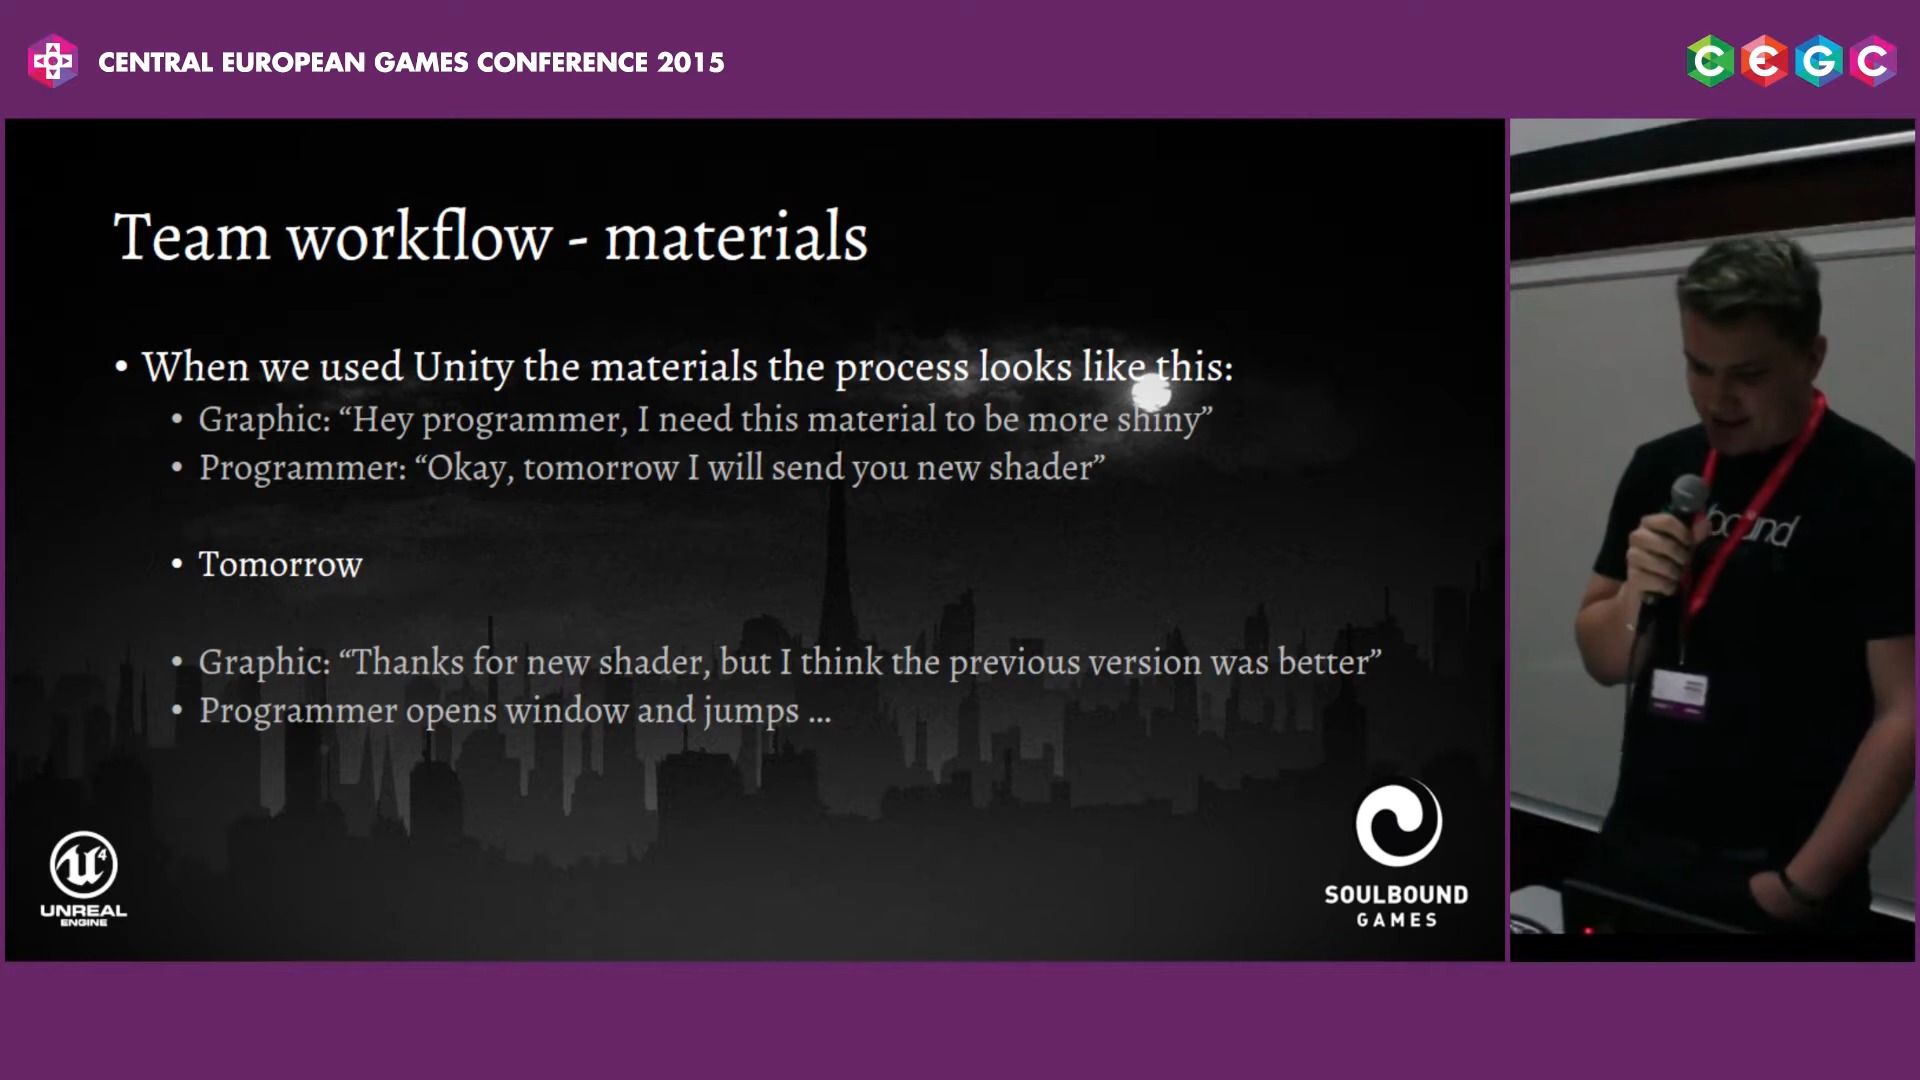 CENTRAL EUROPEAN GAMES CONFERENCE 2015
C E G C
Team workflow - materials
• When we used Unity the materials the process looks like this:
• Graphic: “Hey programmer, I need this material to be more shiny”
• Programmer: “Okay, tomorrow I will send you new shader”
• Tomorrow
• Graphic: “Thanks for new shader, but I think the previous version was better”
• Programmer opens window and jumps ...
U4
UNREAL
ENGINE
SOULBOUND
GAMES
bound